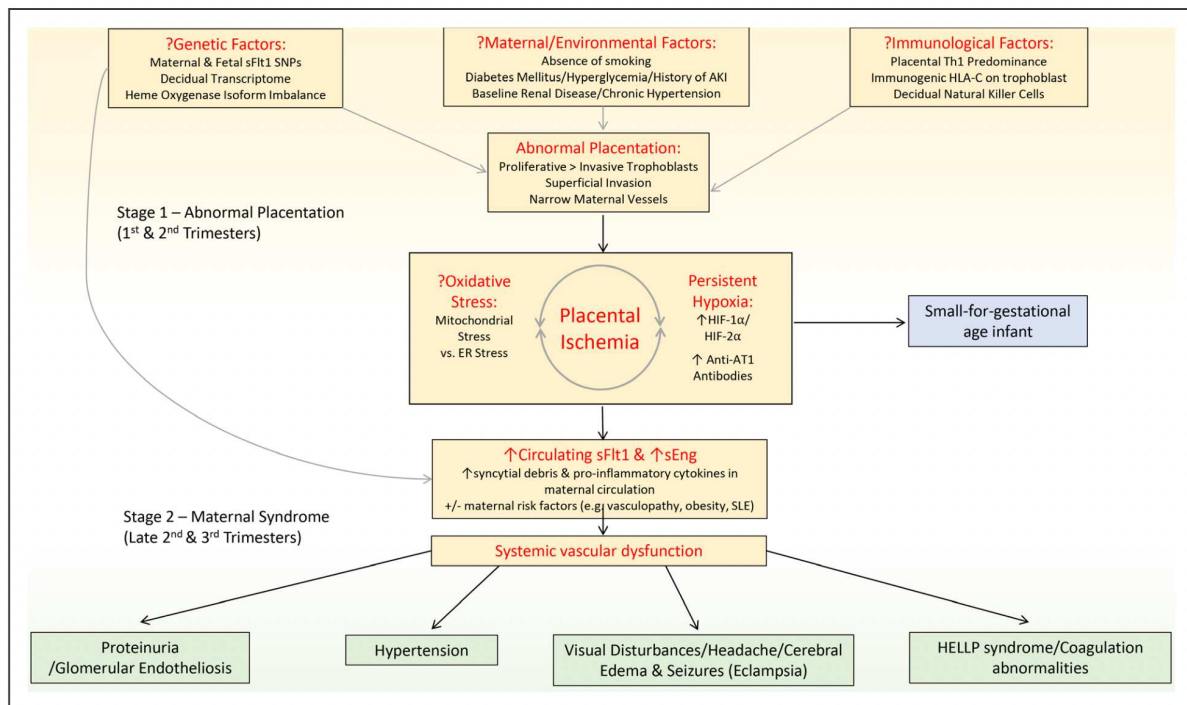 ?Genetic Factors:
Maternal & Fetal sFlt1 SNPs
Decidual Transcriptome
Heme Oxygenase Isoform Imbalance
?Maternal/Environmental Factors:
Absence of smoking
Diabetes Mellitus/Hyperglycemia/History of AKI
Baseline Renal Disease/Chronic Hypertension
?Immunological Factors:
Placental Th1 Predominance
Immunogenic HLA-C on trophoblast
Decidual Natural Killer Cells
Abnormal Placentation:
Proliferative > Invasive Trophoblasts
Superficial Invasion
Narrow Maternal Vessels
Stage 1 – Abnormal Placentation
(1st & 2nd Trimesters)
?Oxidative
Stress:
Mitochondrial
Stress
vs. ER Stress
Placental
Ischemia
Persistent
Hypoxia:
↑HIF-1α/
HIF-2α
↑ Anti-AT1
Antibodies
Small-for-gestational
age infant
↑Circulating sFlt1 & ↑sEng
↑syncytial debris & pro-inflammatory cytokines in
maternal circulation
+/- maternal risk factors (e.g. vasculopathy, obesity, SLE)
Stage 2 – Maternal Syndrome
(Late 2nd & 3rd Trimesters)
Systemic vascular dysfunction
Proteinuria
/Glomerular Endotheliosis
Hypertension
Visual Disturbances/Headache/Cerebral
Edema & Seizures (Eclampsia)
HELLP syndrome/Coagulation
abnormalities